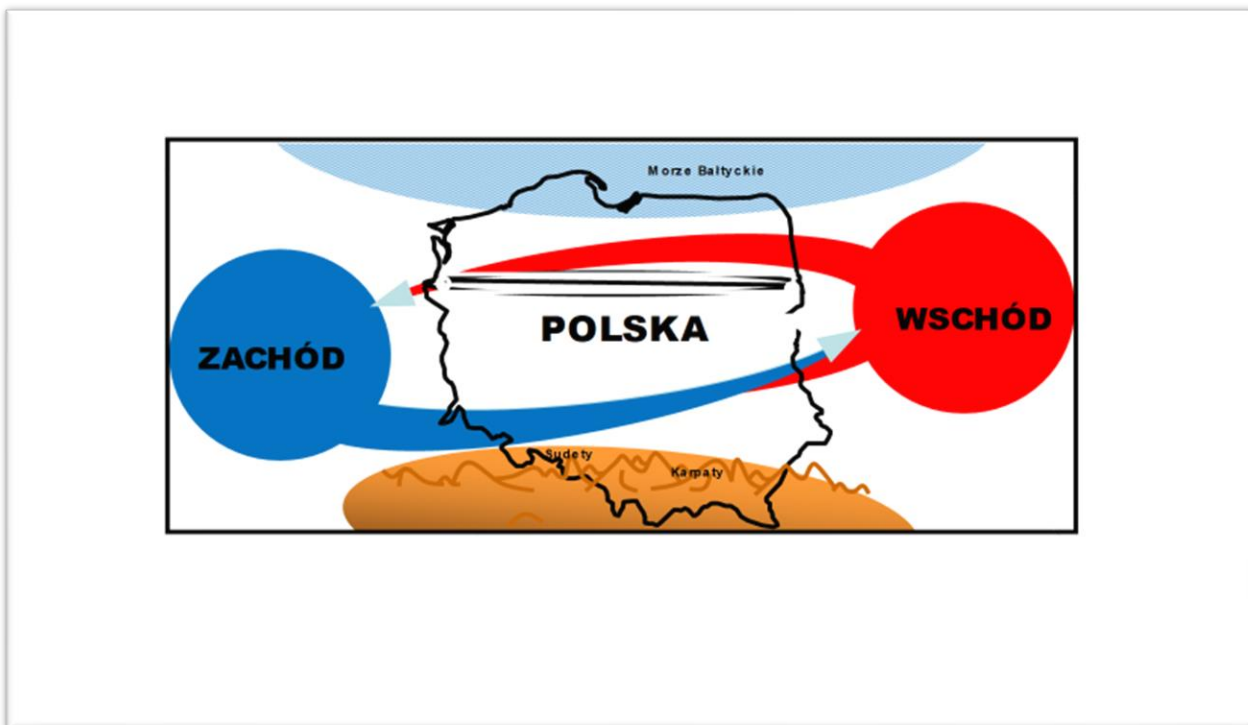 Morze Bałtyckie
WSCHÓD
POLSKA
ZACHÓD
Sudety
Karpaty